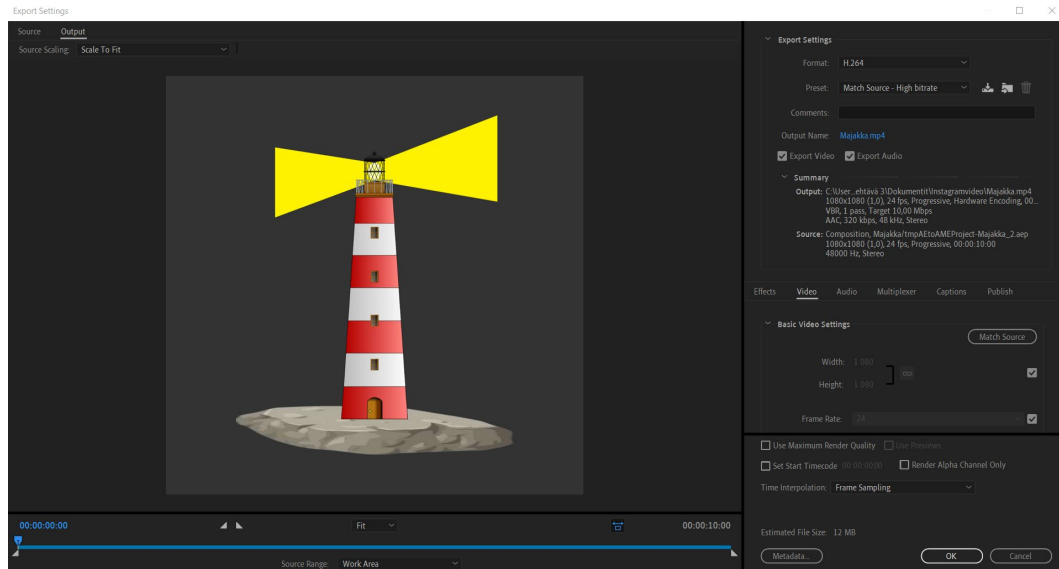 Export Settings
Source Output
Source Scaling: Scale To Fit
00:00:00:00
Fit
00:00:10:00
Source Range: Work Area
Export Settings
Format: H.264
Preset: Match Source - High bitrate
Comments:
Output Name: Majakka.mp4
Export Video Export Audio
Summary
Output: C:\User...ehtävä 3\Dokumentit\Instagramvideo\Majakka.mp4
1080x1080 (1,0), 24 fps, Progressive, Hardware Encoding, 00...
VBR, 1 pass, Target 10,00 Mbps
AAC, 320 kbps, 48 kHz, Stereo
Source: Composition, Majakka/tmpAEtoAMEProject-Majakka_2.aep
1080x1080 (1,0), 24 fps, Progressive, 00:00:10:00
48000 Hz, Stereo
Effects Video Audio Multiplexer Captions Publish
Basic Video Settings
Match Source
Width: 1 080
Height: 1 080
Frame Rate: 24
Use Maximum Render Quality Use Previews
Set Start Timecode 00:00:00:00 Render Alpha Channel Only
Time Interpolation: Frame Sampling
Estimated File Size: 12 MB
Metadata... OK Cancel